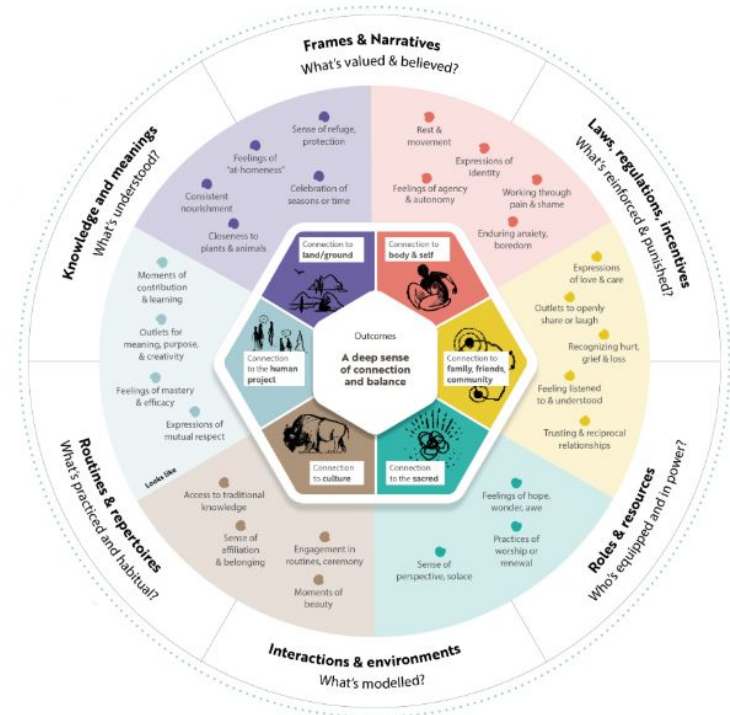 Frames & Narratives
What's valued & believed?
Laws, regulations, incentives
What's reinforced & punished?
Roles & resources
Who's equipped and in power?
Interactions & environments
What's modelled?
Routines & repertoires
What's practiced and habitual?
Knowledge and meanings
What's understood?
Sense of refuge,
protection
Feelings of
"at-homeness"
Consistent
nourishment
Celebration of
seasons or time
Closeness to
plants & animals
Rest &
movement
Expressions of
identity
Feelings of agency
& autonomy
Working through
pain & shame
Enduring anxiety,
boredom
Expressions
of love & care
Outlets to openly
share or laugh
Recognizing hurt,
grief & loss
Feeling listened
to & understood
Trusting & reciprocal
relationships
Feelings of hope,
wonder, awe
Practices of
worship or
renewal
Sense of
perspective, solace
Access to traditional
knowledge
Sense of
affiliation
& belonging
Engagement in
routines, ceremony
Moments of
beauty
Moments of
contribution
& learning
Outlets for
meaning, purpose,
& creativity
Feelings of mastery
& efficacy
Expressions of
mutual respect
Looks like
Connection to
land/ground
Connection to
body & self
Connection to
family, friends,
community
Connection
to the sacred
Connection
to culture
Connection
to the human
project
Outcomes
A deep sense
of connection
and balance